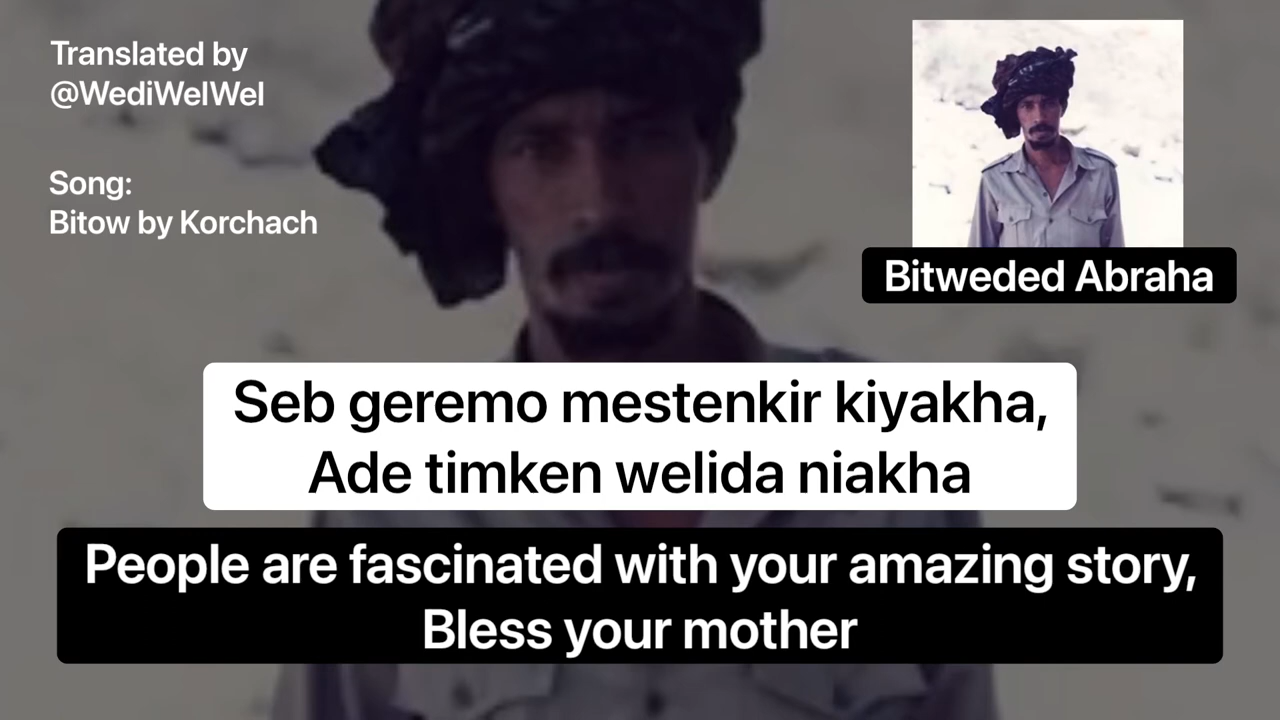 Translated by
@WediWelWel
Song:
Bitow by Korchach
Bitweded Abraha
Seb geremo mestenkir kiyakha,
Ade timken welida niakha
People are fascinated with your amazing story,
Bless your mother